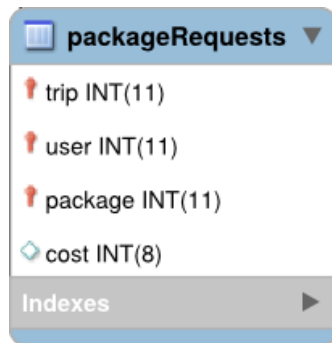 packageRequests
trip INT(11)
user INT(11)
package INT(11)
cost INT(8)
Indexes